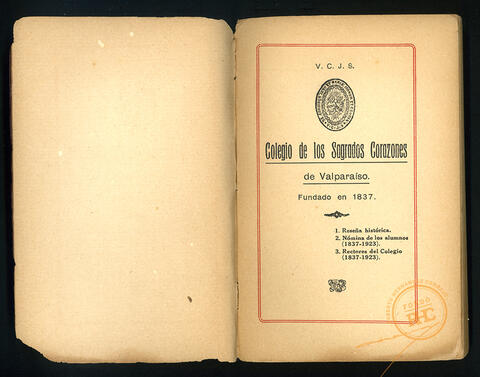 V. C. J. S.
Colegio de los Sagrados Corazones
de Valparaíso.
Fundado en 1837.
1. Reseña histórica.
2. Nómina de los alumnos
(1837-1923).
3. Rectores del Colegio
(1837-1923).
FONDO